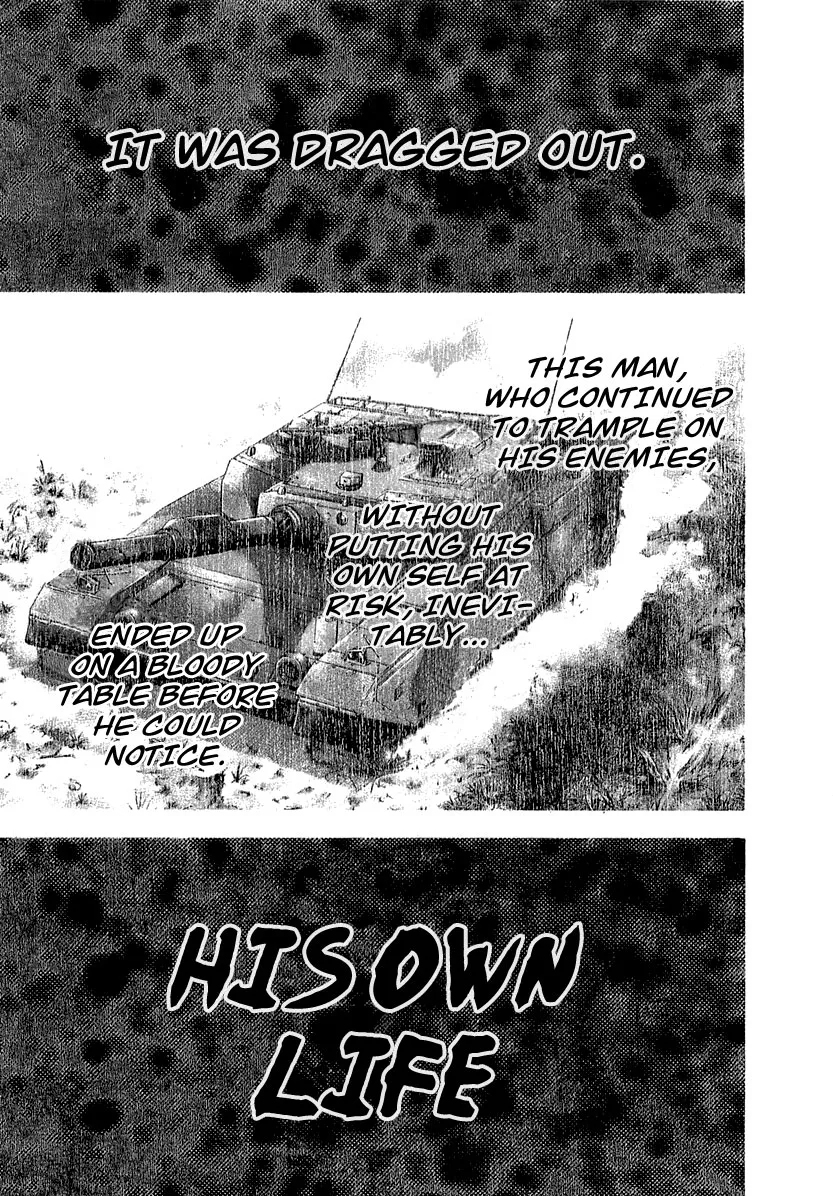 IT WAS DRAGGED OUT.
THIS MAN,
WHO CONTINUED
TO TRAMPLE ON
HIS ENEMIES,
WITHOUT
PUTTING HIS
OWN SELF AT
RISK, INEVI-
TABLY...
ENDED UP
ON A BLOODY
TABLE BEFORE
HE COULD
NOTICE.
HIS OWN
LIFE